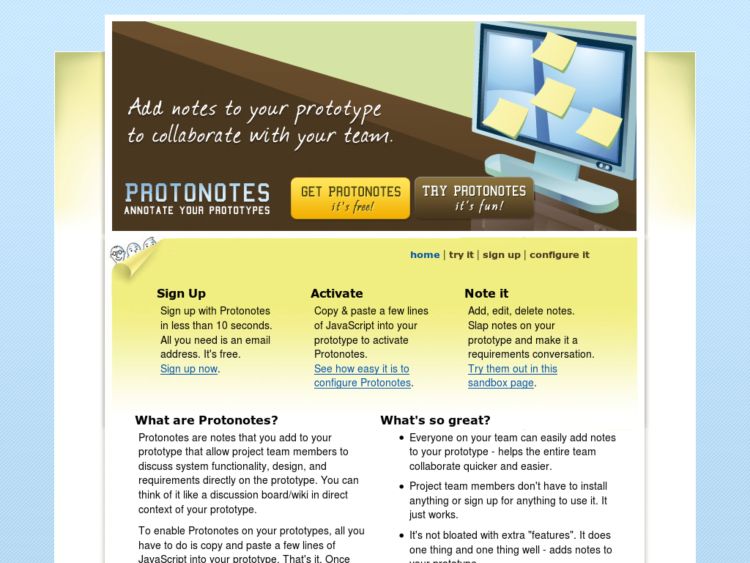 Add notes to your prototype
to collaborate with your team.
PROTONOTES
ANNOTATE YOUR PROTOTYPES
GET PROTONOTES
it's free!
TRY PROTONOTES
it's fun!
home | try it | sign up | configure it
Sign Up
Sign up with Protonotes
in less than 10 seconds.
All you need is an email
address. It's free.
Sign up now.
Activate
Copy & paste a few lines
of JavaScript into your
prototype to activate
Protonotes.
See how easy it is to
configure Protonotes.
Note it
Add, edit, delete notes.
Slap notes on your
prototype and make it a
requirements conversation.
Try them out in this
sandbox page.
What are Protonotes?
Protonotes are notes that you add to your
prototype that allow project team members to
discuss system functionality, design, and
requirements directly on the prototype. You can
think of it like a discussion board/wiki in direct
context of your prototype.
To enable Protonotes on your prototypes, all you
have to do is copy and paste a few lines of
JavaScript into your prototype. That's it. Once
What's so great?
Everyone on your team can easily add notes
to your prototype - helps the entire team
collaborate quicker and easier.
Project team members don't have to install
anything or sign up for anything to use it. It
just works.
It's not bloated with extra "features". It does
one thing and one thing well - adds notes to
your prototype.